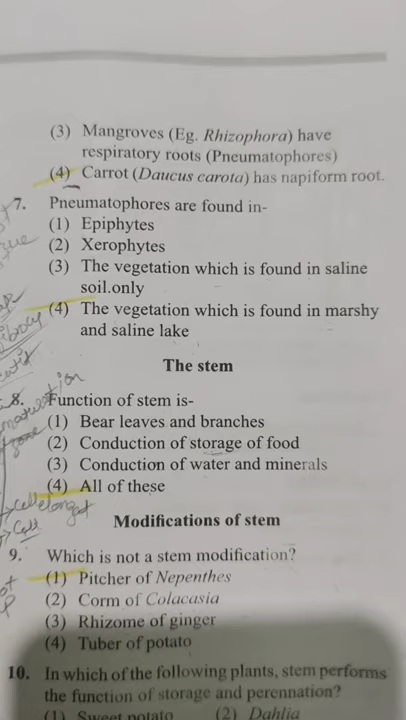 (3) Mangroves (Eg. Rhizophora) have
respiratory roots (Pneumatophores)
(4) Carrot (Daucus carota) has napiform root.
7. Pneumatophores are found in-
(1) Epiphytes
(2) Xerophytes
(3) The vegetation which is found in saline
soil.only
(4) The vegetation which is found in marshy
and saline lake
The stem
8. Function of stem is-
(1) Bear leaves and branches
(2) Conduction of storage of food
(3) Conduction of water and minerals
(4) All of these
Modifications of stem
9. Which is not a stem modification?
(1) Pitcher of Nepenthes
(2) Corm of Colacasia
(3) Rhizome of ginger
(4) Tuber of potato
10. In which of the following plants, stem performs
the function of storage and perennation?
(1) Sweet potato (2) Dahlia